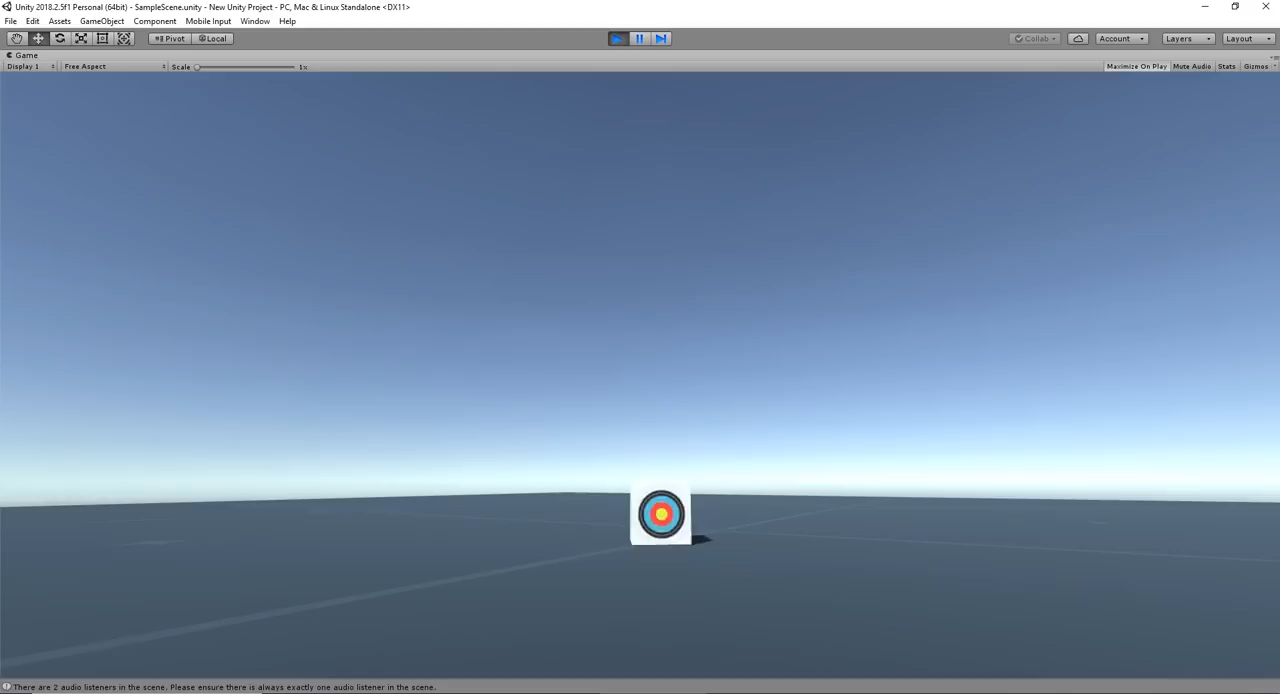 Unity 2018.2.5f1 Personal (64bit) - SampleScene.unity - New Unity Project - PC, Mac & Linux Standalone <DX11>
File Edit Assets GameObject Component Mobile Input Window Help
Pivot Local Collab Account Layers Layout
Game
Display 1 Free Aspect Scale 1x Maximize On Play Mute Audio Stats Gizmos
There are 2 audio listeners in the scene. Please ensure there is always exactly one audio listener in the scene.